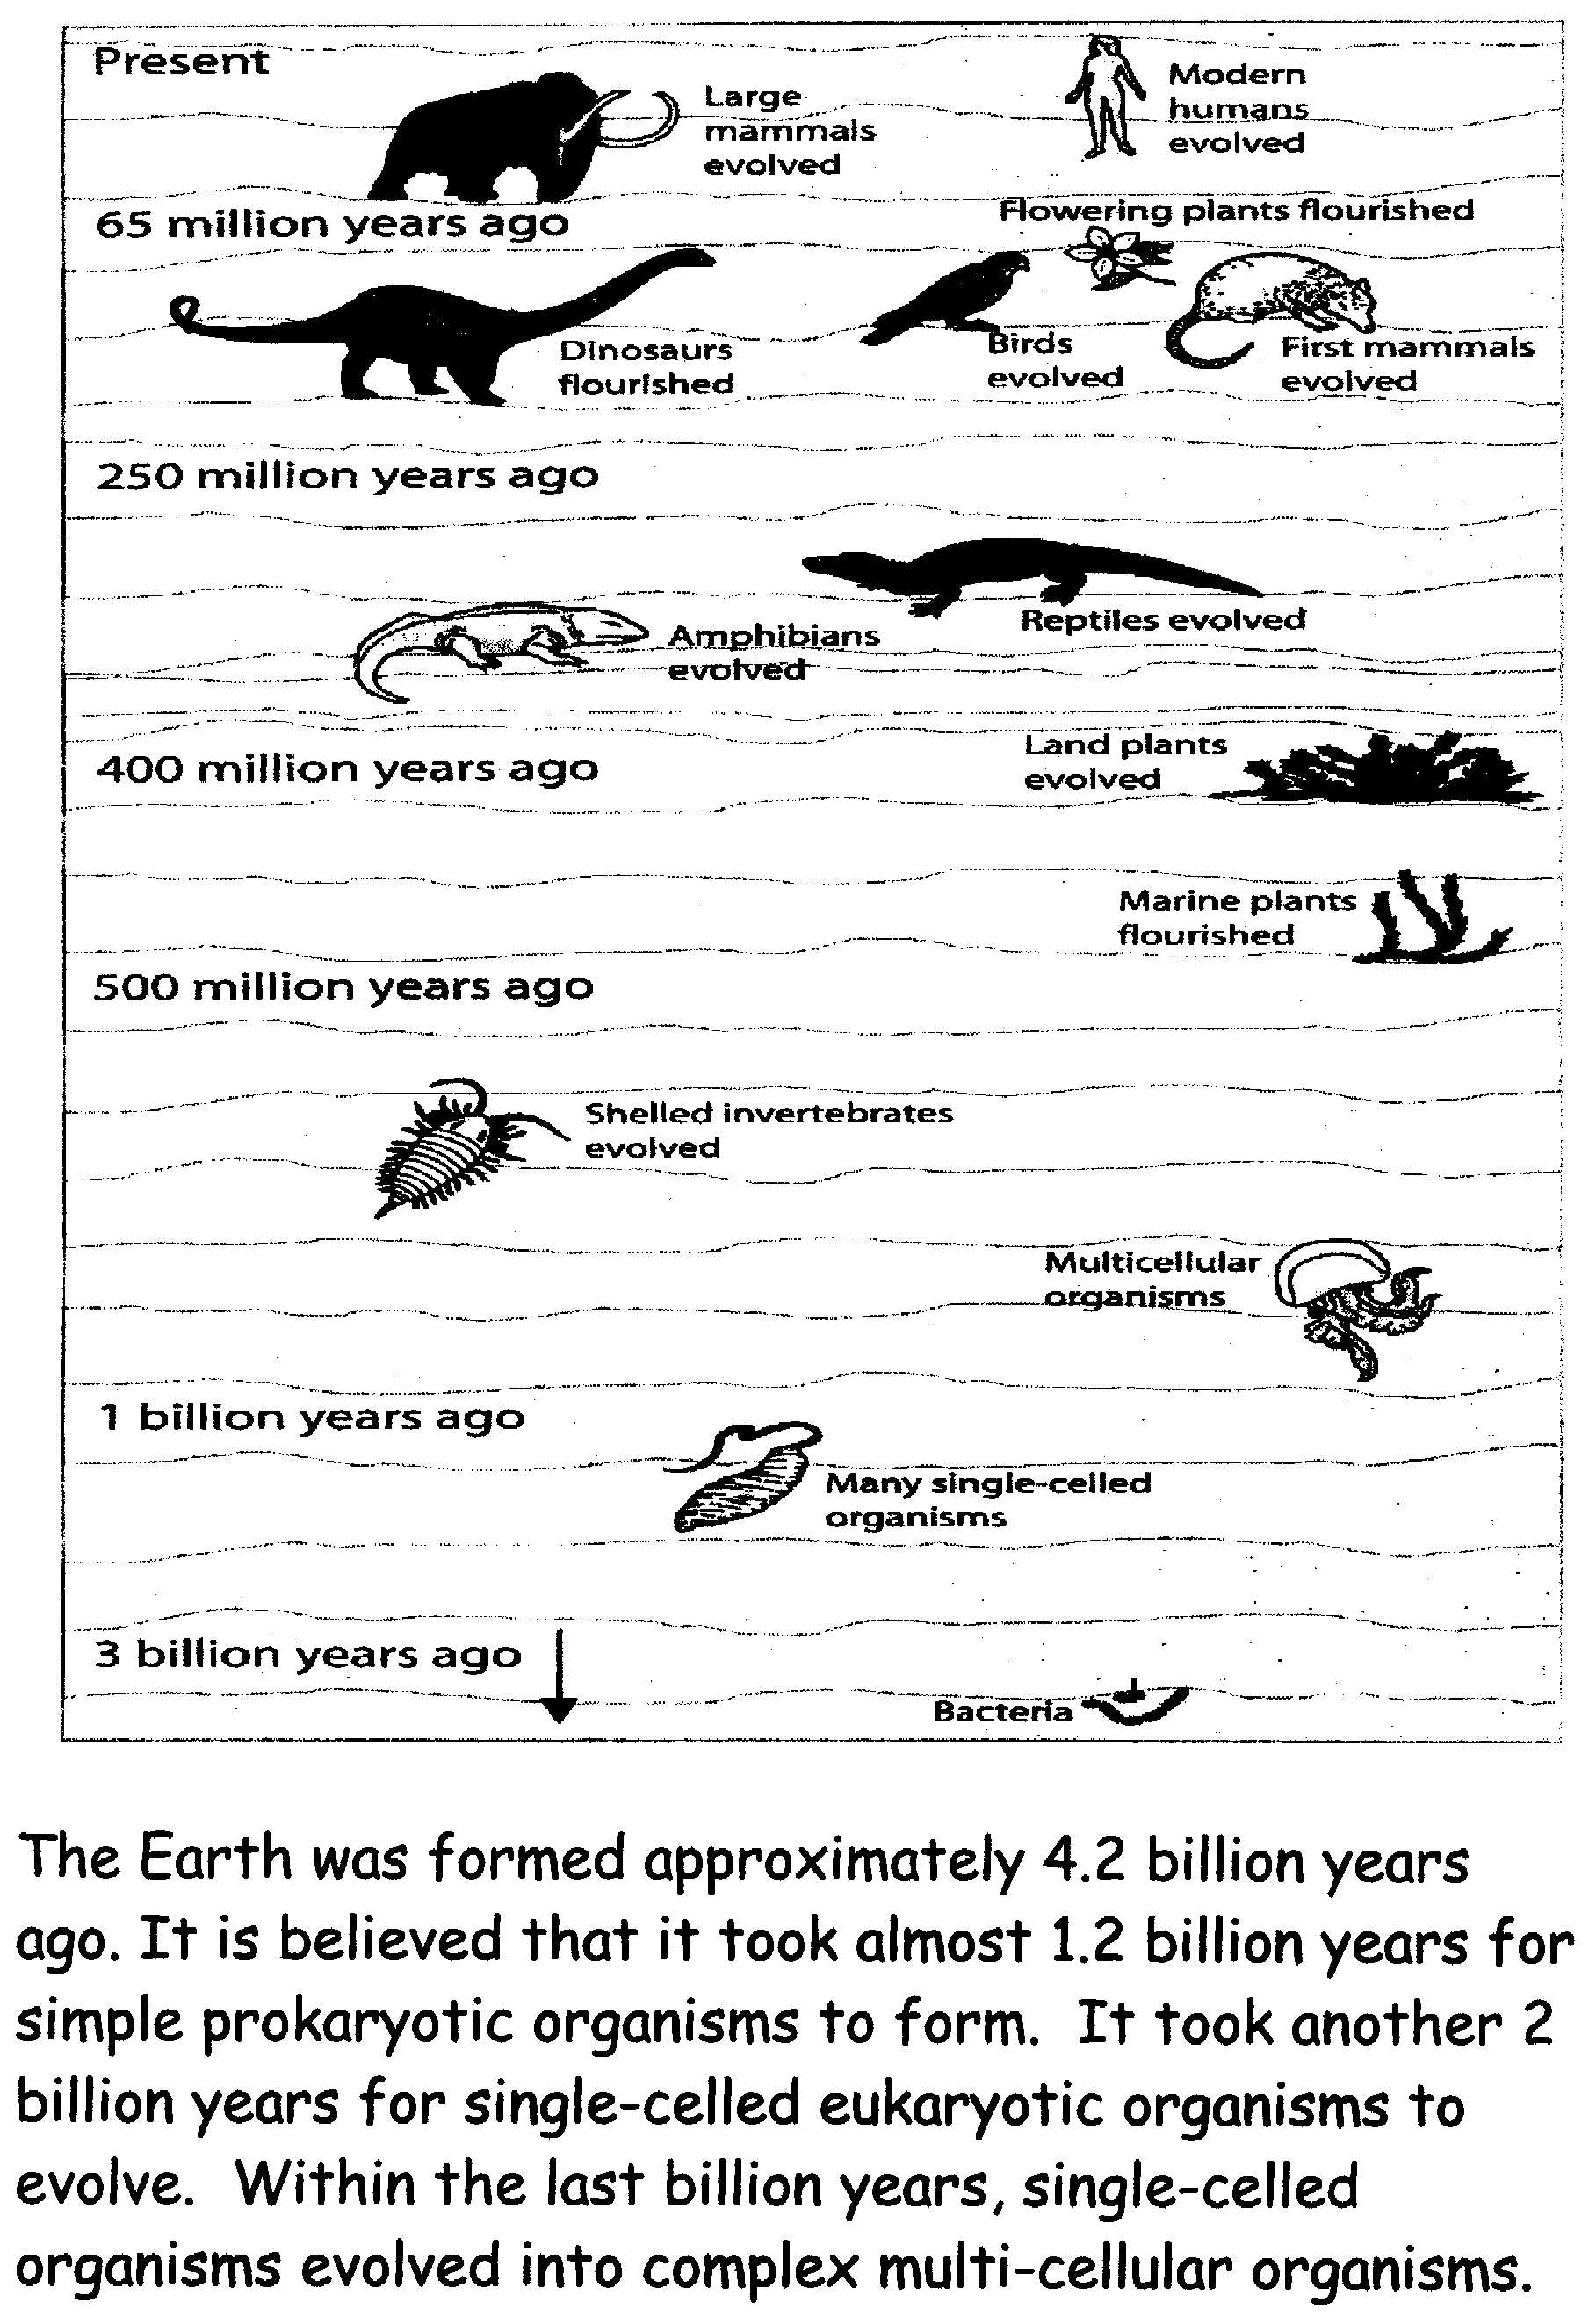 Present
Large
mammals
evolved
Modern
humans
evolved
65 million years ago
Flowering plants flourished
Dinosaurs
flourished
Birds
evolved
First mammals
evolved
250 million years ago
Reptiles evolved
Amphibians
evolved
Land plants
evolved
400 million years ago
Marine plants
flourished
500 million years ago
Shelled invertebrates
evolved
Multicellular
organisms
1 billion years ago
Many single-celled
organisms
3 billion years ago
Bacteria
The Earth was formed approximately 4.2 billion years
ago. It is believed that it took almost 1.2 billion years for
simple prokaryotic organisms to form. It took another 2
billion years for single-celled eukaryotic organisms to
evolve. Within the last billion years, single-celled
organisms evolved into complex multi-cellular organisms.